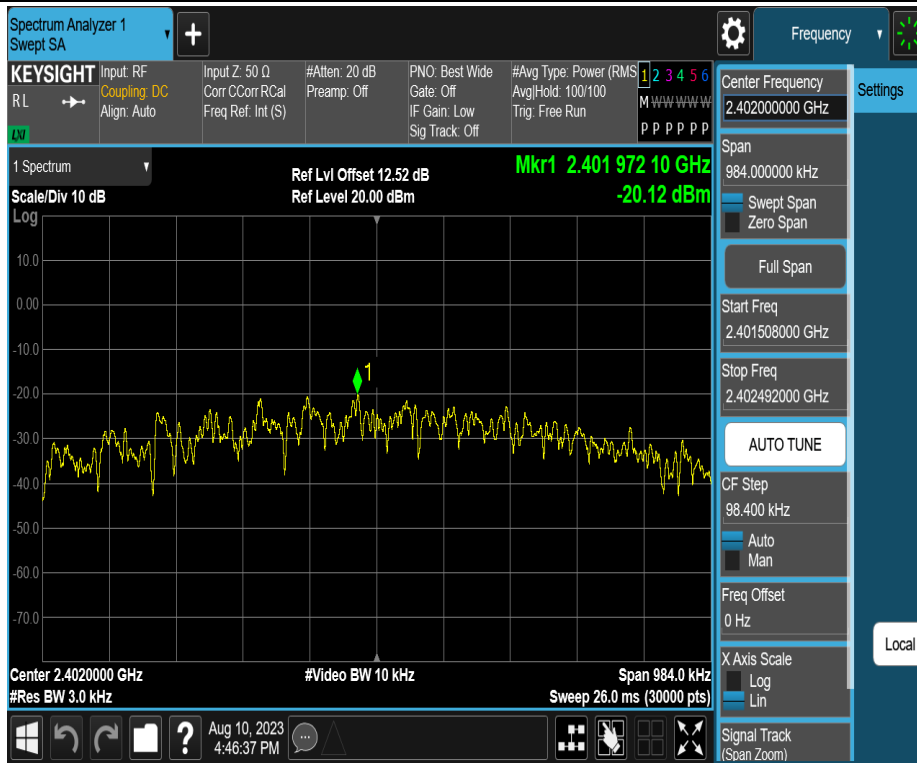 Spectrum Analyzer 1
Swept SA
+
Frequency
KEYSIGHT
R L
LXI
Input: RF
Coupling: DC
Align: Auto
Input Z: 50 Ω
Corr CCorr RCal
Freq Ref: Int (S)
#Atten: 20 dB
Preamp: Off
PNO: Best Wide
Gate: Off
IF Gain: Low
Sig Track: Off
#Avg Type: Power (RMS
Avg|Hold: 100/100
Trig: Free Run
1 2 3 4 5 6
M W W W W W
P P P P P P
1 Spectrum
Scale/Div 10 dB
Log
Ref Lvl Offset 12.52 dB
Ref Level 20.00 dBm
Mkr1 2.401 972 10 GHz
-20.12 dBm
10.0
0.00
-10.0
-20.0
-30.0
-40.0
-50.0
-60.0
-70.0
1
Center 2.4020000 GHz
#Res BW 3.0 kHz
#Video BW 10 kHz
Span 984.0 kHz
Sweep 26.0 ms (30000 pts)
?
Aug 10, 2023
4:46:37 PM
Center Frequency
2.402000000 GHz
Span
984.000000 kHz
Swept Span
Zero Span
Full Span
Start Freq
2.401508000 GHz
Stop Freq
2.402492000 GHz
AUTO TUNE
CF Step
98.400 kHz
Auto
Man
Freq Offset
0 Hz
X Axis Scale
Log
Lin
Signal Track
(Span Zoom)
Settings
Local